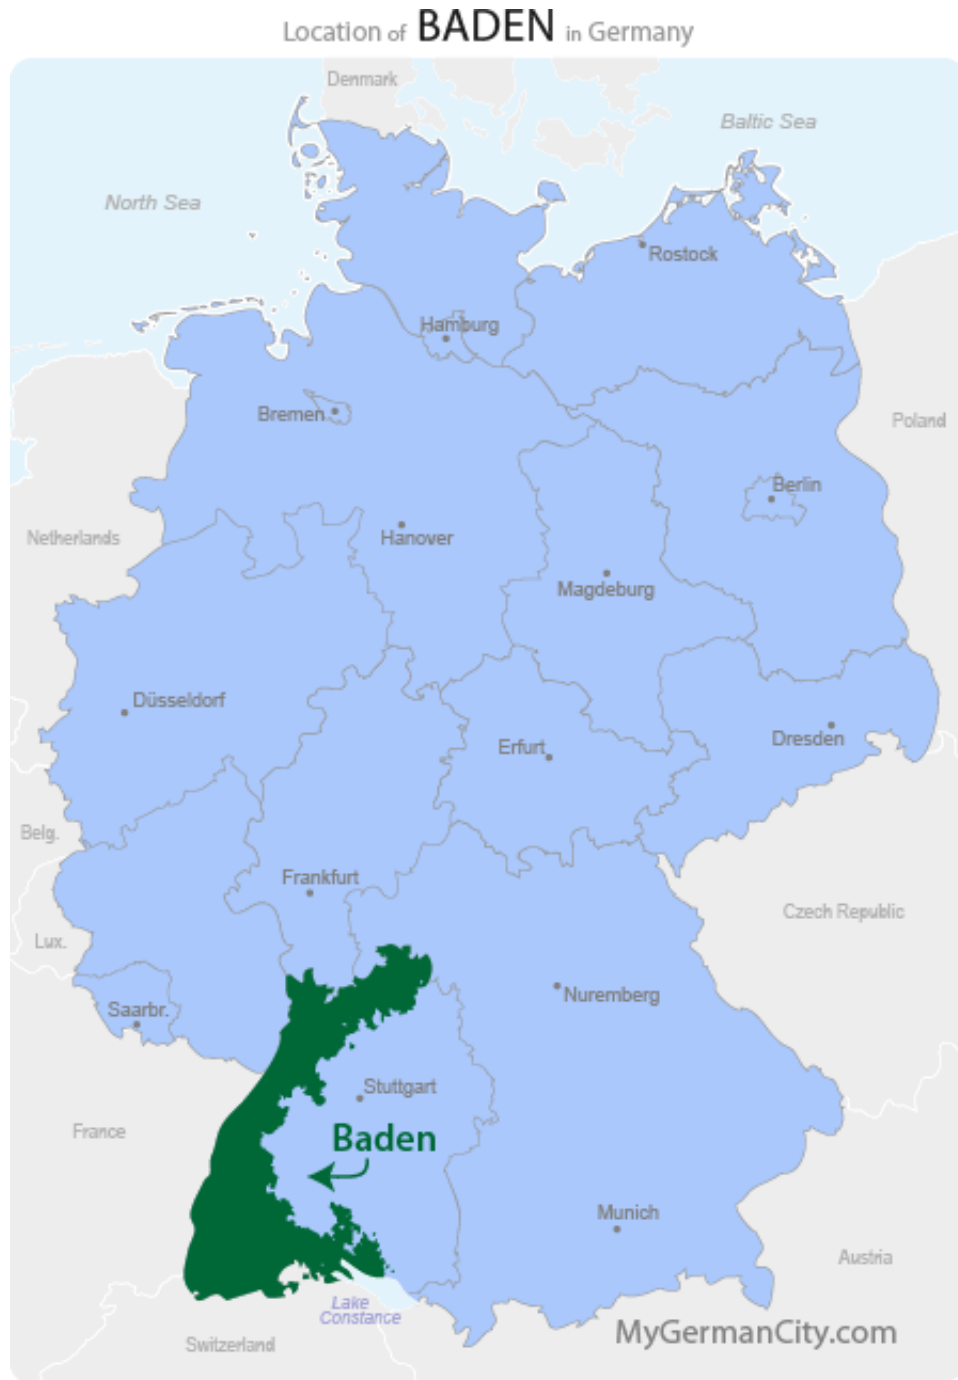 Location of BADEN in Germany
Denmark
Baltic Sea
North Sea
Rostock
Hamburg
Bremen
Poland
Berlin
Netherlands
Hanover
Magdeburg
Düsseldorf
Erfurt
Dresden
Belg.
Frankfurt
Czech Republic
Lux.
Nuremberg
Saarbr.
Stuttgart
France
Baden
Munich
Austria
Lake
Constance
Switzerland
MyGermanCity.com